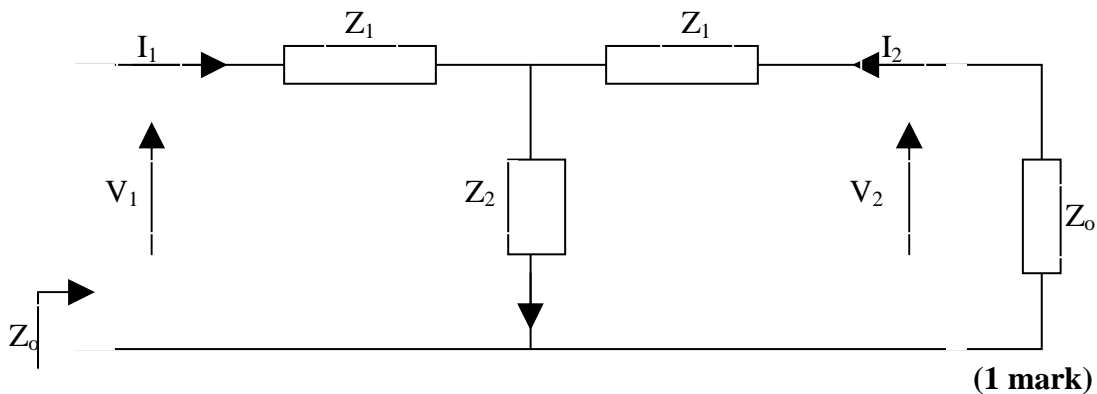 Z₁ Z₁
I₁ I₂
V₁ Z₂ V₂ Zₒ
Zₒ
(1 mark)